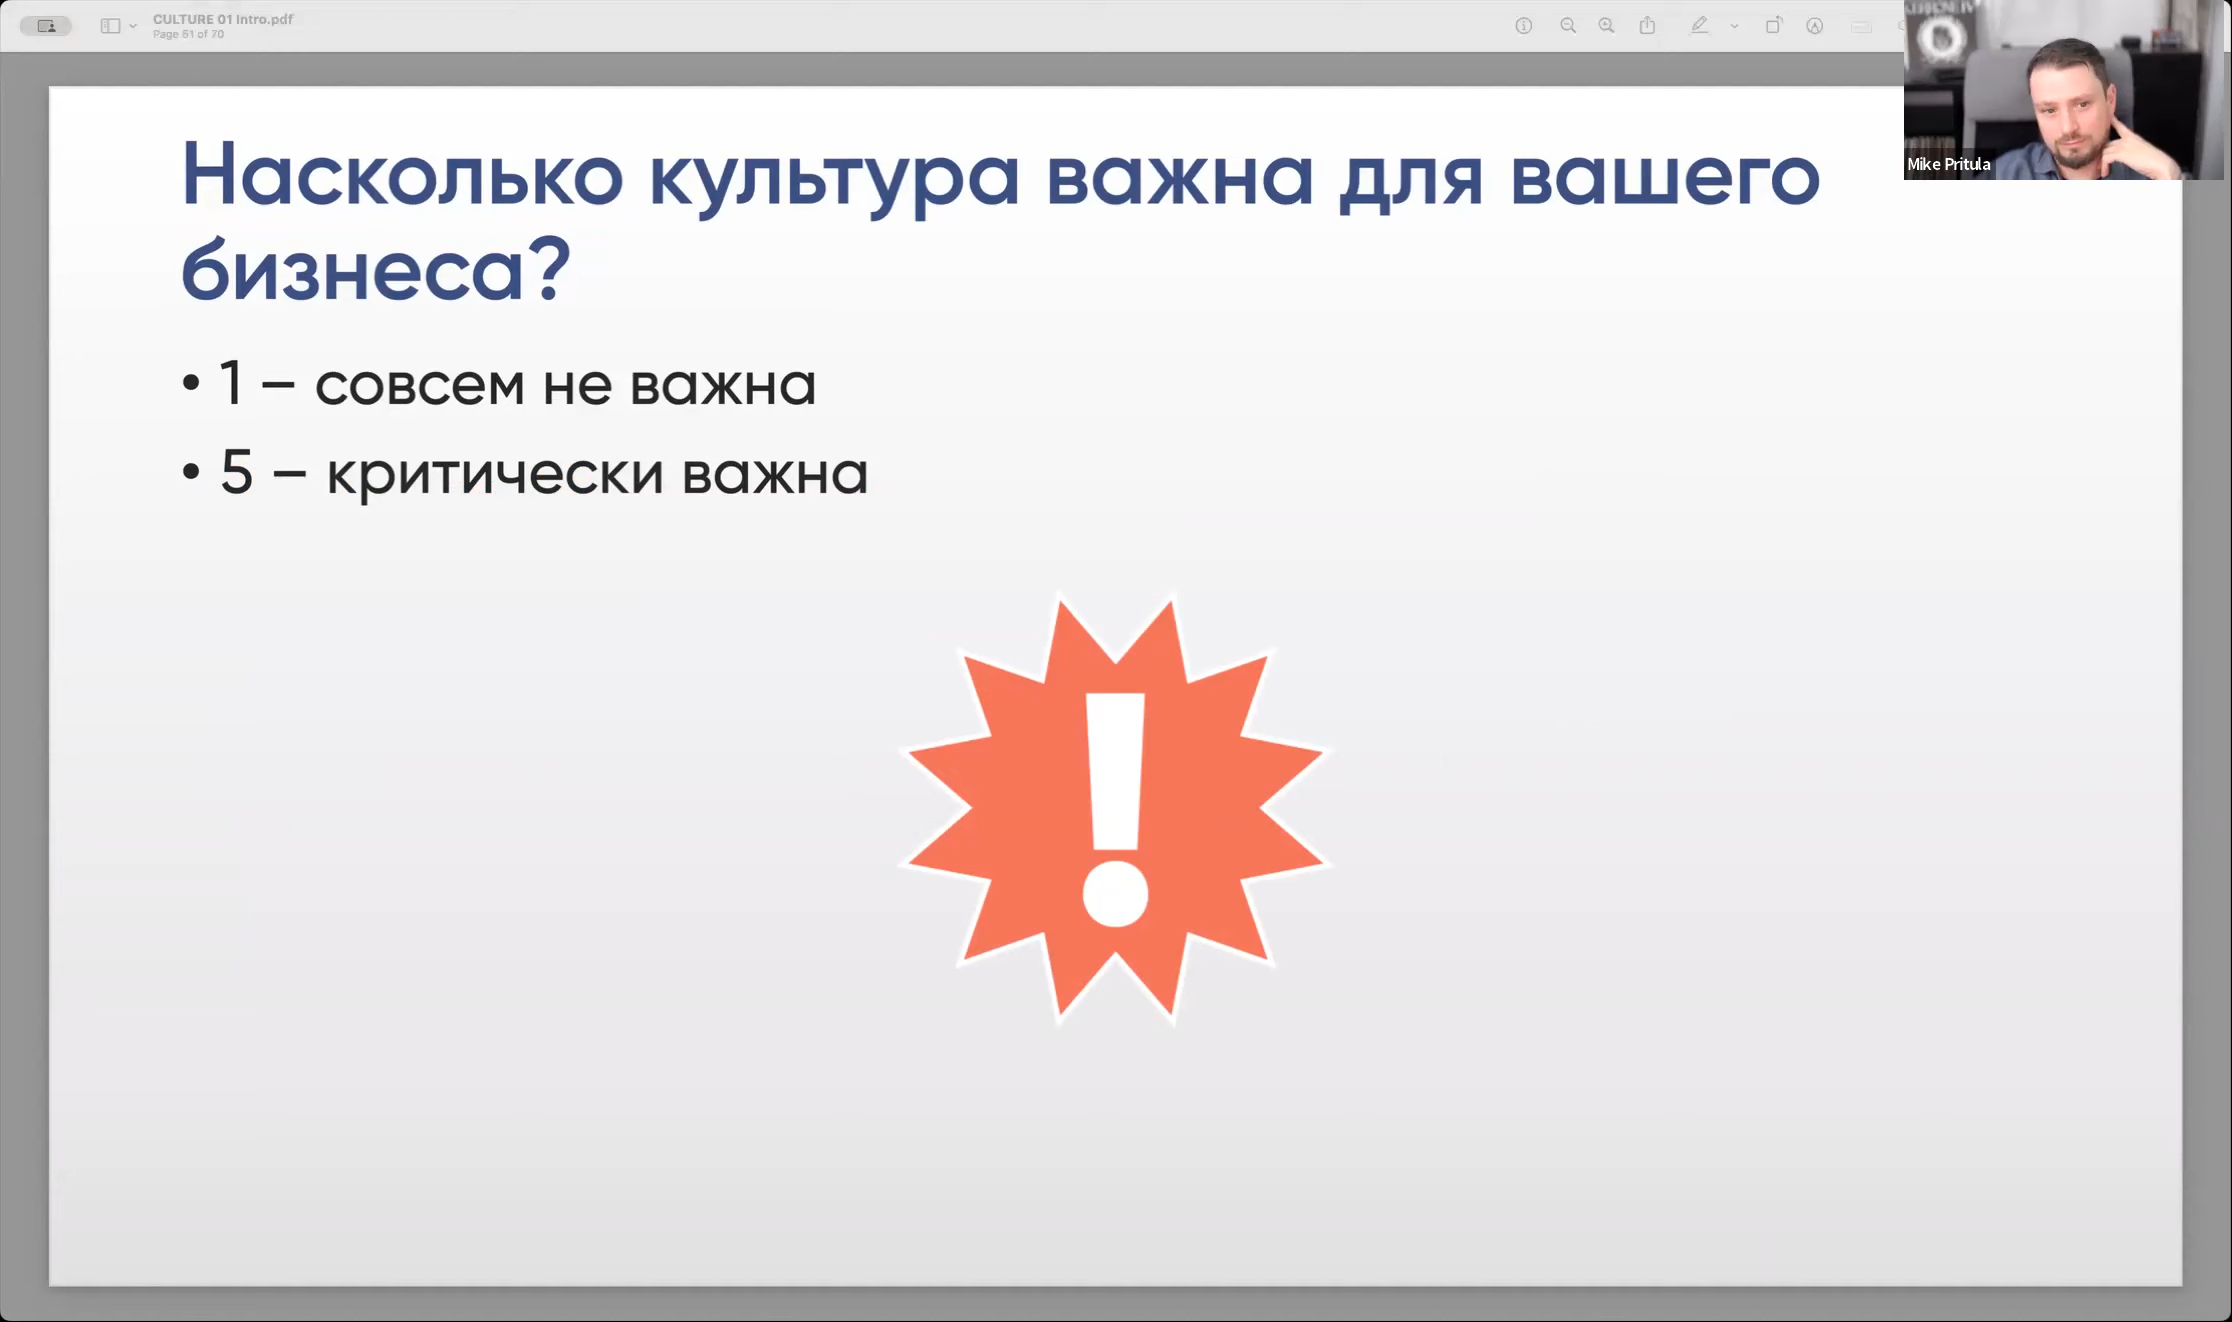 CULTURE 01 Intro.pdf
Page 51 of 70
Mike Pritula
Насколько культура важна для вашего
бизнеса?
• 1 – совсем не важна
• 5 – критически важна
!